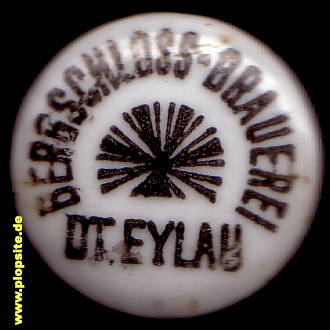 BERGSCHLOSS-BRAUEREI
DT. EYLAU
www.plopsite.de